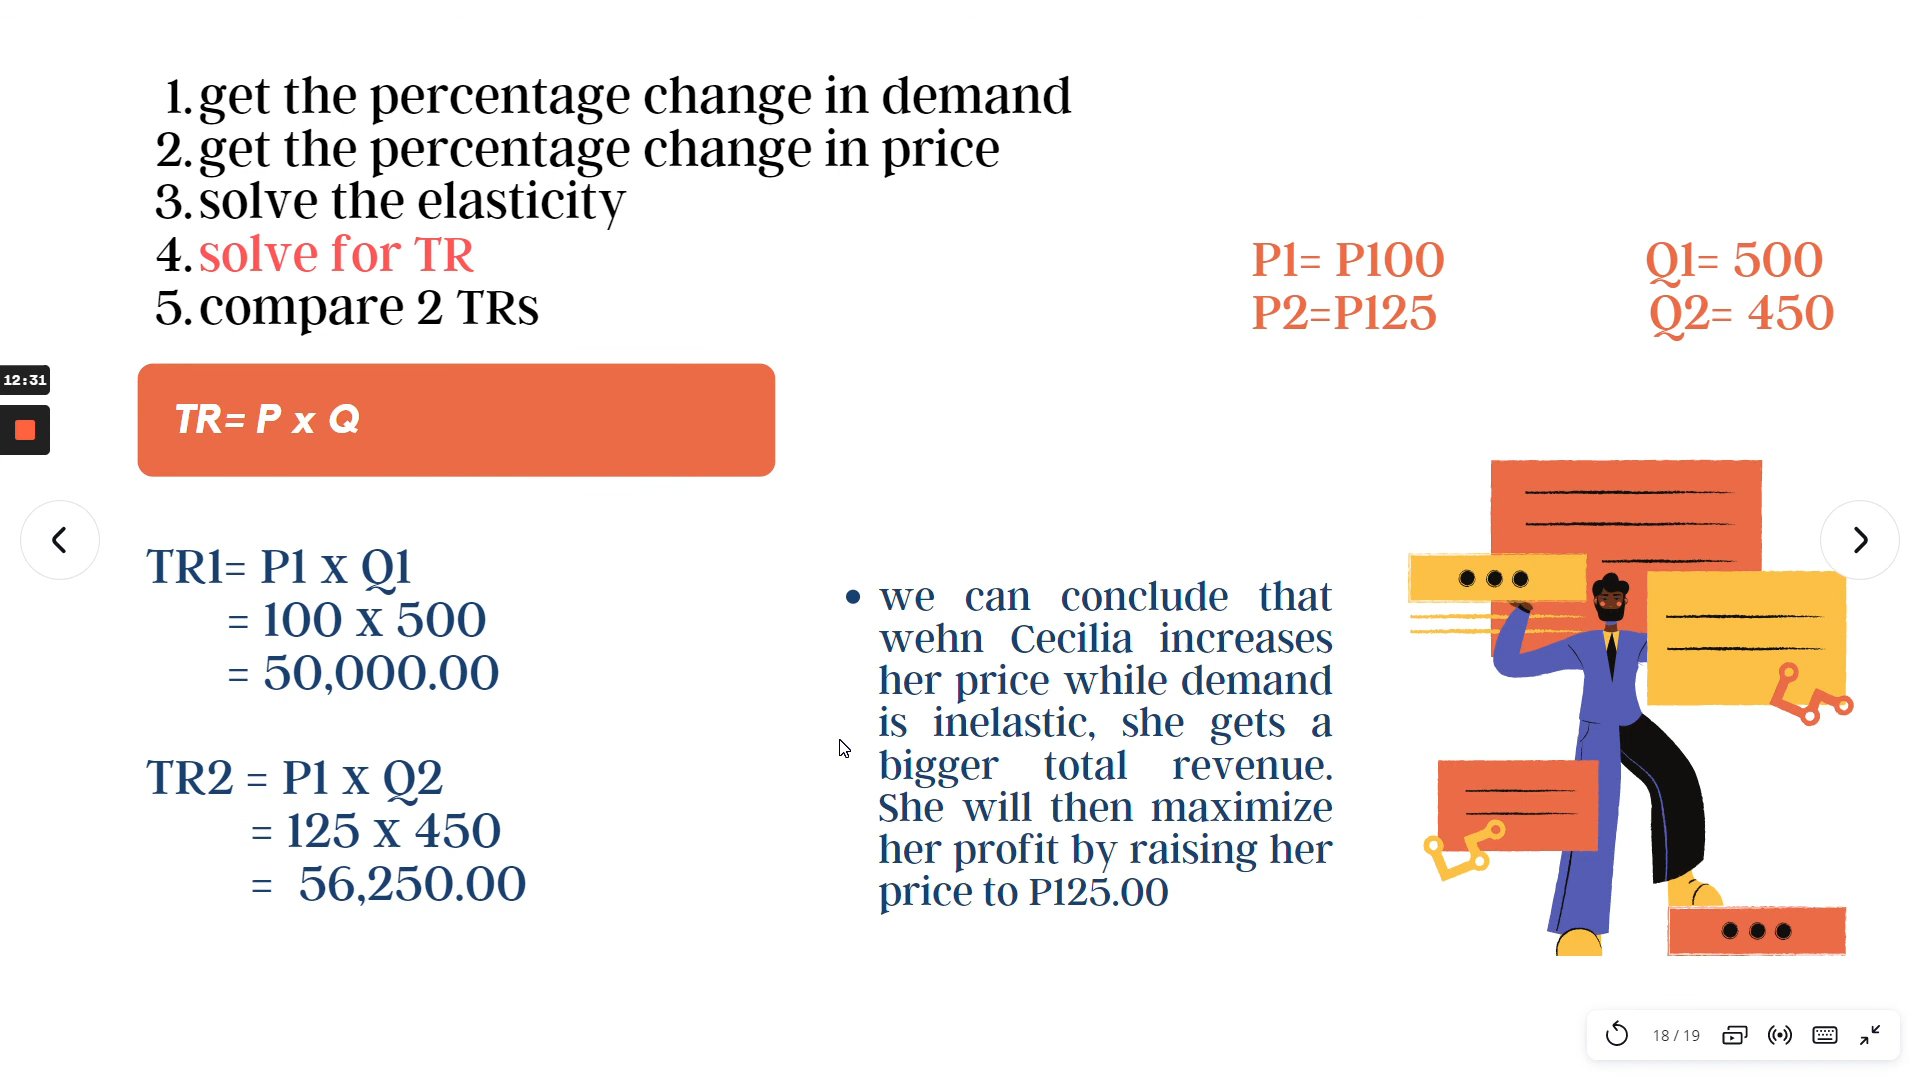 1. get the percentage change in demand
2. get the percentage change in price
3. solve the elasticity
4. solve for TR
5. compare 2 TRs
P1= P100
Q1= 500
P2=P125
Q2= 450
12:31
TR= P x Q
TR1= P1 x Q1
= 100 x 500
= 50,000.00
TR2 = P1 x Q2
= 125 x 450
= 56,250.00
• we can conclude that
wehn Cecilia increases
her price while demand
is inelastic, she gets a
bigger total revenue.
She will then maximize
her profit by raising her
price to P125.00
18 / 19